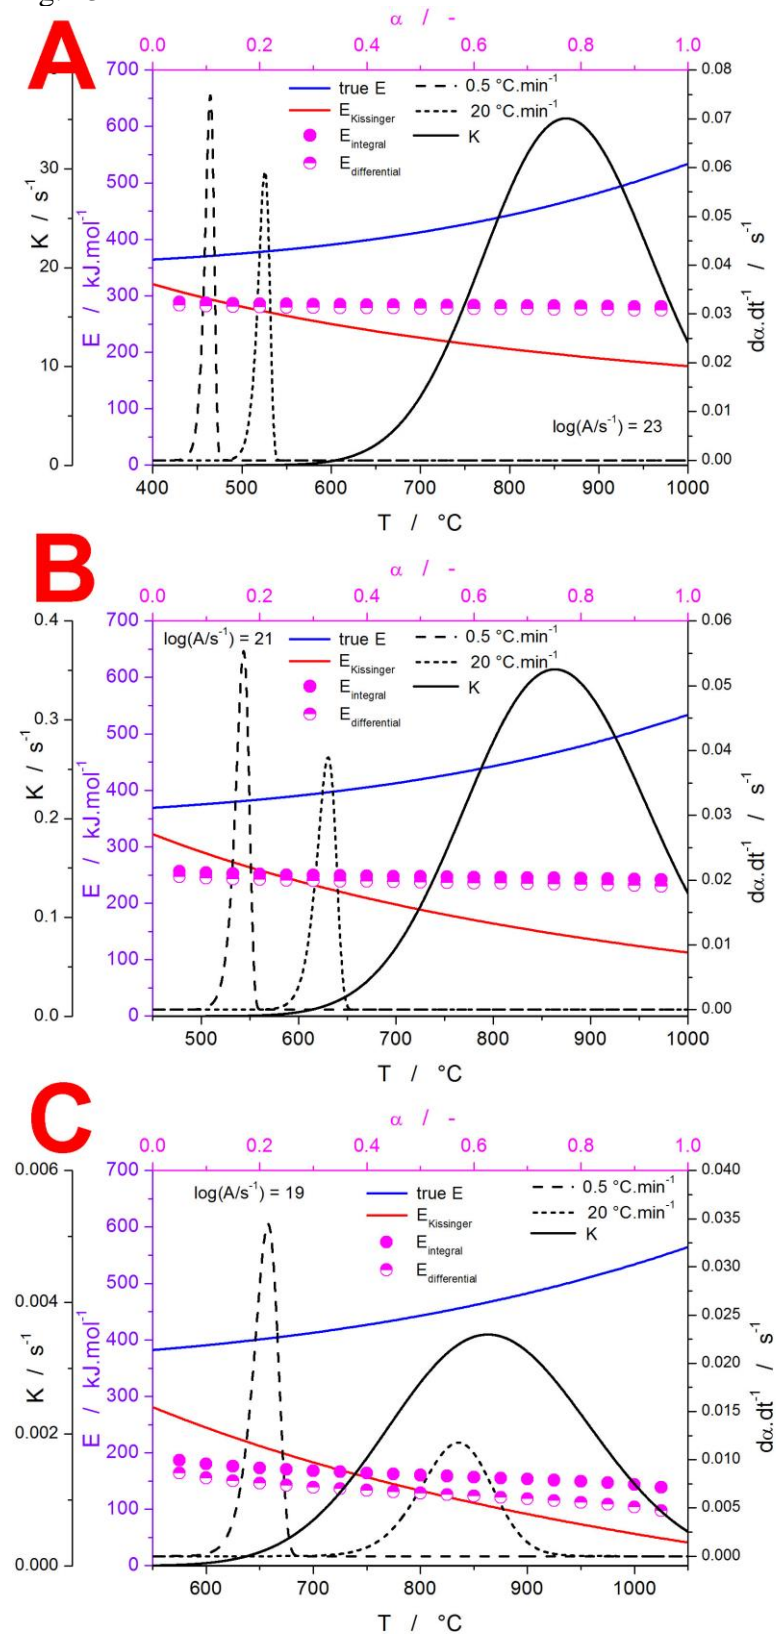 A
α / -
0.0 0.2 0.4 0.6 0.8 1.0
700 0.08
true E 0.5 °C.min⁻¹
E_Kissinger 20 °C.min⁻¹
E_integral K
E_differential
600 0.07
30 500 0.06
400 0.05
20 300 0.04
200 0.03
10 100 0.02
0.01
0 0 0.00
K / s⁻¹
E / kJ.mol⁻¹
dα.dt⁻¹ / s⁻¹
log(A/s⁻¹) = 23
400 500 600 700 800 900 1000
T / °C
B
α / -
0.0 0.2 0.4 0.6 0.8 1.0
0.4 700 0.06
log(A/s⁻¹) = 21
true E 0.5 °C.min⁻¹
E_Kissinger 20 °C.min⁻¹
E_integral K
E_differential
600 0.05
0.3 500 0.04
400 0.03
0.2 300 0.02
0.1 200 0.01
100
0.0 0 0.00
K / s⁻¹
E / kJ.mol⁻¹
dα.dt⁻¹ / s⁻¹
500 600 700 800 900 1000
T / °C
C
α / -
0.0 0.2 0.4 0.6 0.8 1.0
0.006 700 0.040
log(A/s⁻¹) = 19
true E 0.5 °C.min⁻¹
E_Kissinger 20 °C.min⁻¹
E_integral K
E_differential
600 0.035
500 0.030
0.004 400 0.025
300 0.020
0.002 200 0.015
0.010
100 0.005
0.000 0 0.000
K / s⁻¹
E / kJ.mol⁻¹
dα.dt⁻¹ / s⁻¹
600 700 800 900 1000
T / °C